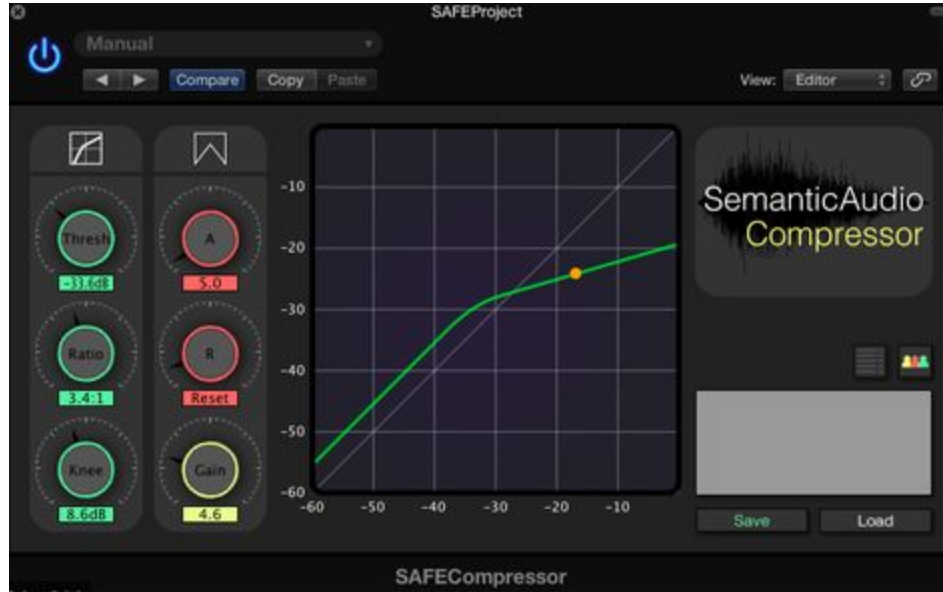 SAFEProject
Manual
Compare Copy Paste
View: Editor
Thresh
-33.6dB
Ratio
3.4:1
Knee
8.6dB
A
5.0
R
Reset
Gain
4.6
-10
-20
-30
-40
-50
-60
-60 -50 -40 -30 -20 -10
SemanticAudio
Compressor
Save Load
SAFECompressor